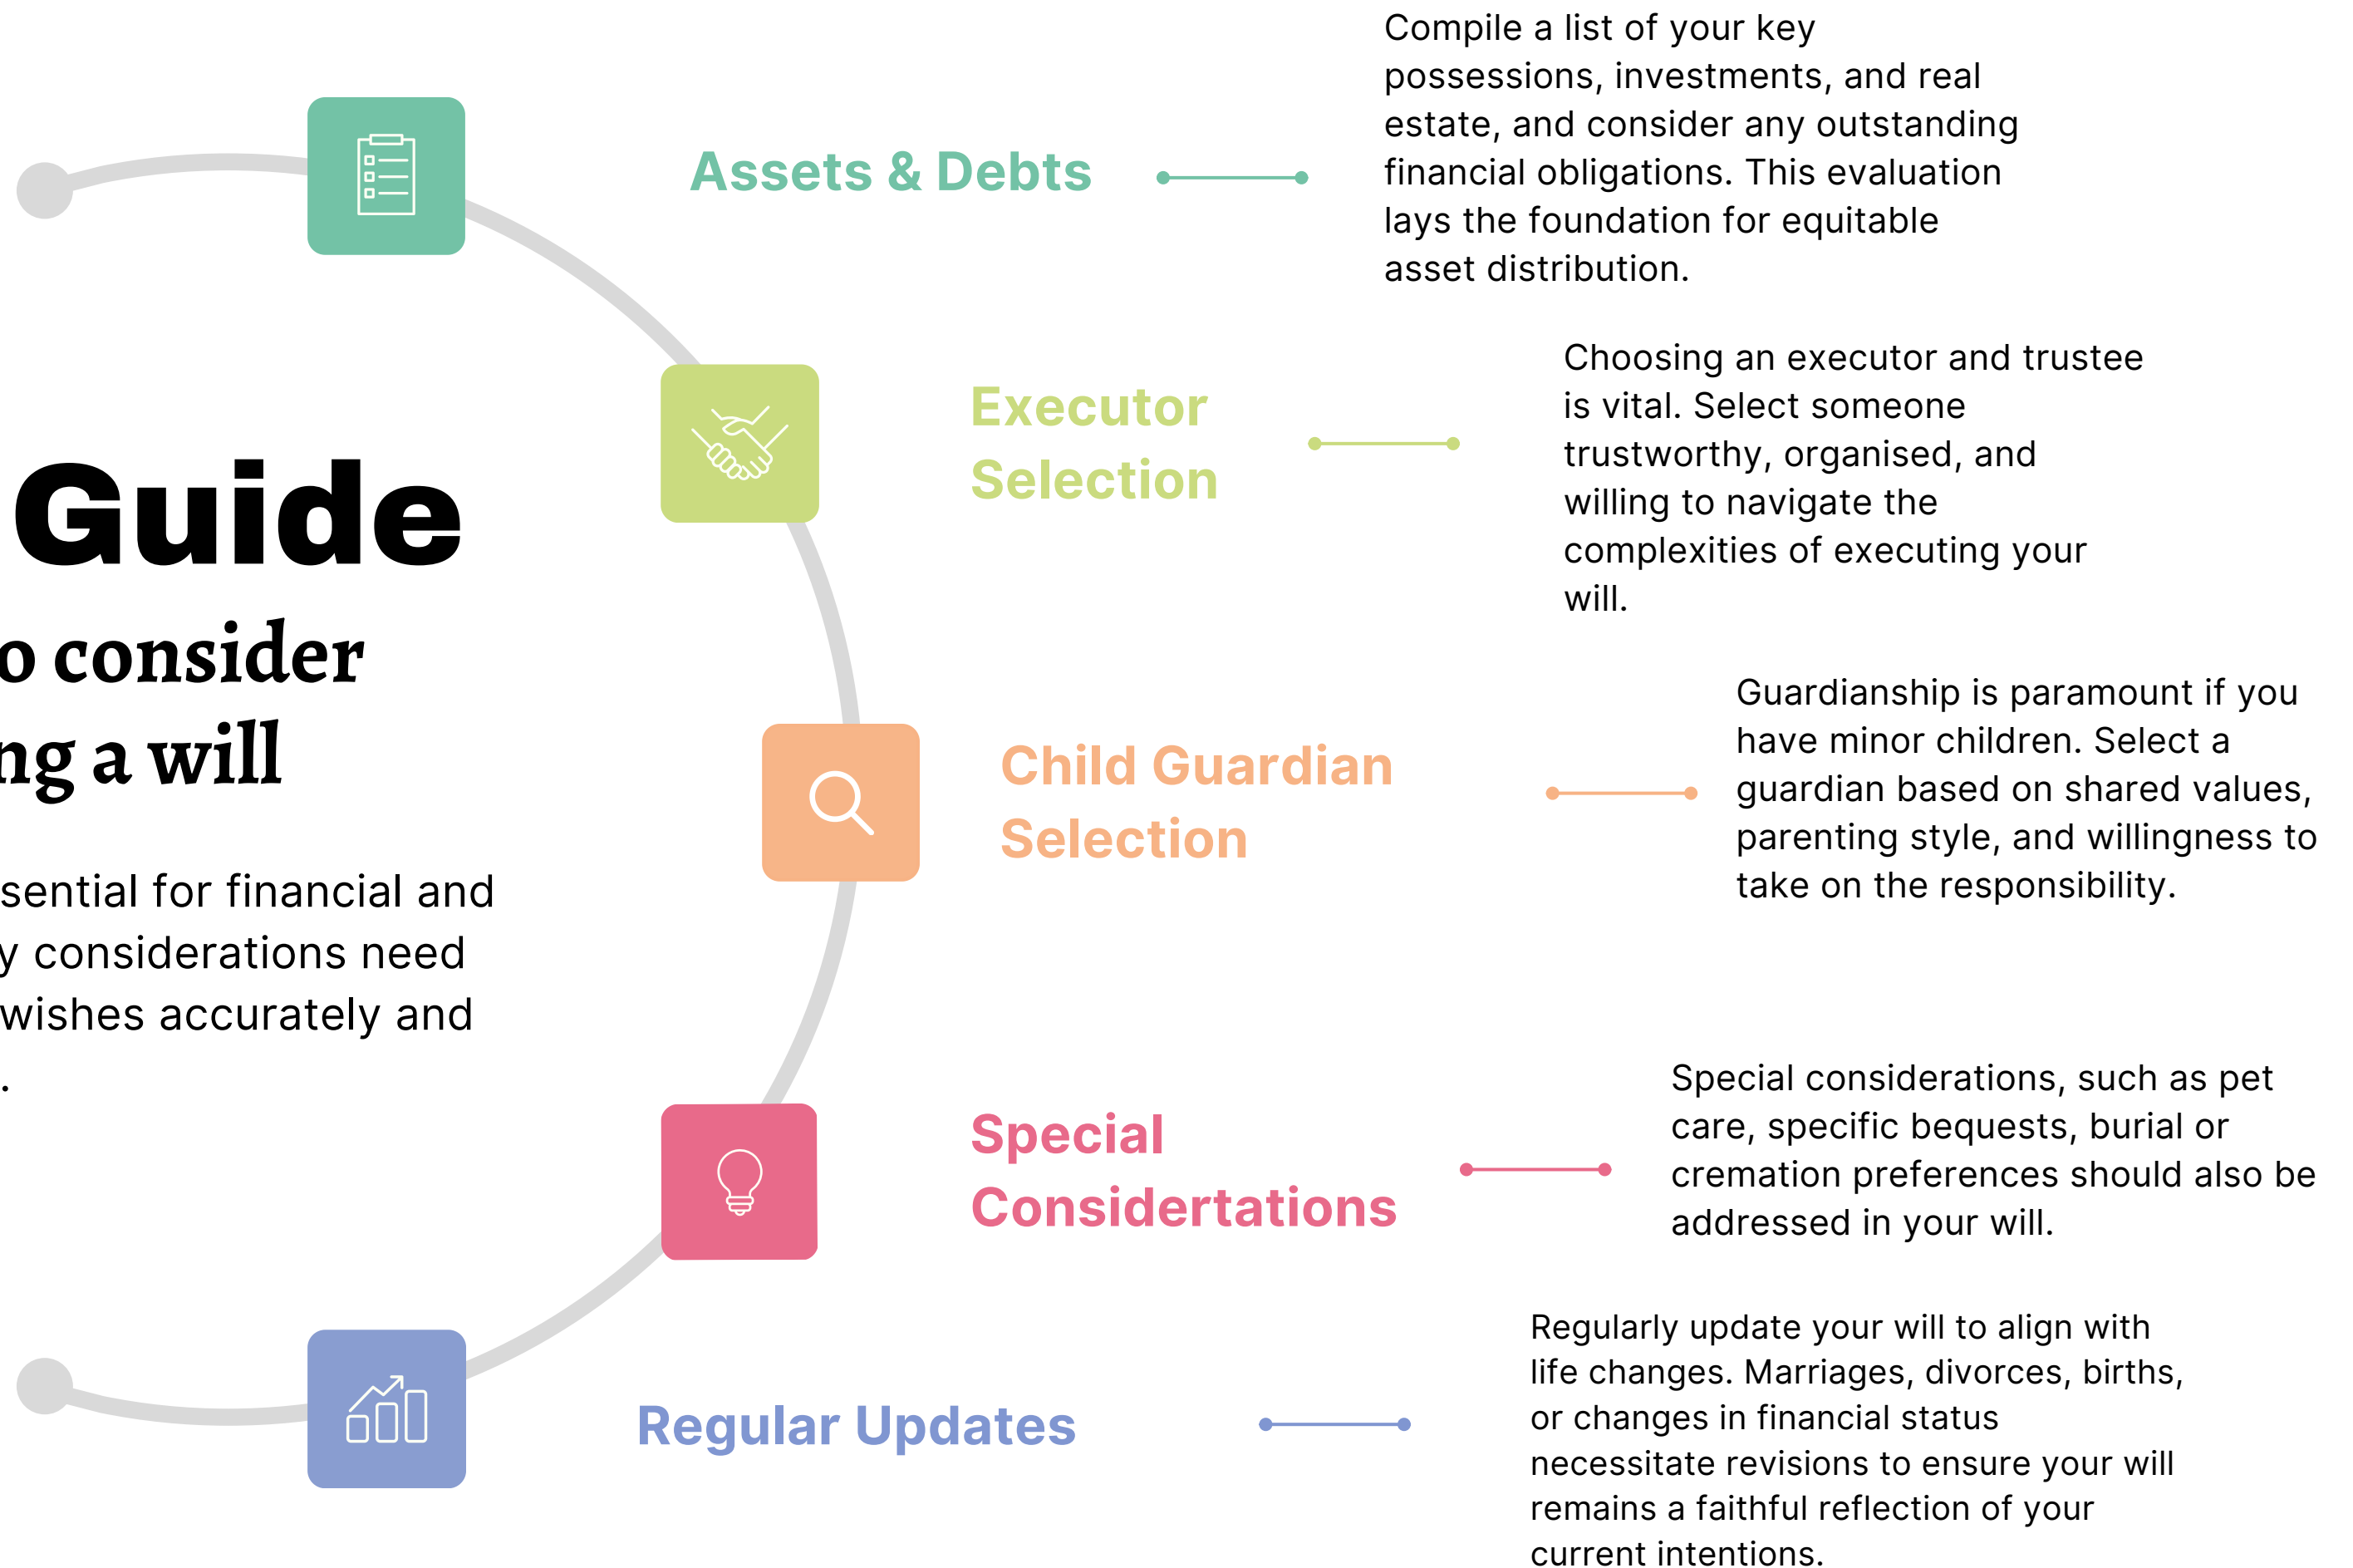 Guide
o consider
ng a will
sential for financial and
y considerations need
wishes accurately and
.
Assets & Debts
Compile a list of your key
possessions, investments, and real
estate, and consider any outstanding
financial obligations. This evaluation
lays the foundation for equitable
asset distribution.
Executor
Selection
Choosing an executor and trustee
is vital. Select someone
trustworthy, organised, and
willing to navigate the
complexities of executing your
will.
Child Guardian
Selection
Guardianship is paramount if you
have minor children. Select a
guardian based on shared values,
parenting style, and willingness to
take on the responsibility.
Special
Considertations
Special considerations, such as pet
care, specific bequests, burial or
cremation preferences should also be
addressed in your will.
Regular Updates
Regularly update your will to align with
life changes. Marriages, divorces, births,
or changes in financial status
necessitate revisions to ensure your will
remains a faithful reflection of your
current intentions.